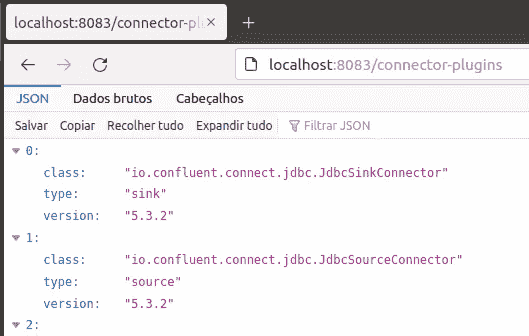 localhost:8083/connector-pl
localhost:8083/connector-plugins
JSON Dados brutos Cabeçalhos
Salvar Copiar Recolher tudo Expandir tudo Filtrar JSON
0:
class: "io.confluent.connect.jdbc.JdbcSinkConnector"
type: "sink"
version: "5.3.2"
1:
class: "io.confluent.connect.jdbc.JdbcSourceConnector"
type: "source"
version: "5.3.2"
2: